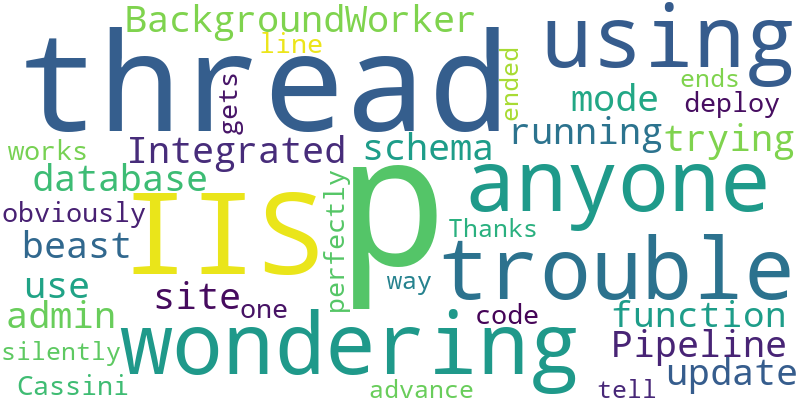 BackgroundWorker
line
thread
using
gets
ended
mode
ends
deploy
works
Integrated
schema
running
trying
database
IIS
p
anyone
obviously
perfectly
beast
Thanks
trouble
way
use
site
one
code
admin
wondering
function
Pipeline
silently
update
Cassini
advance
tell